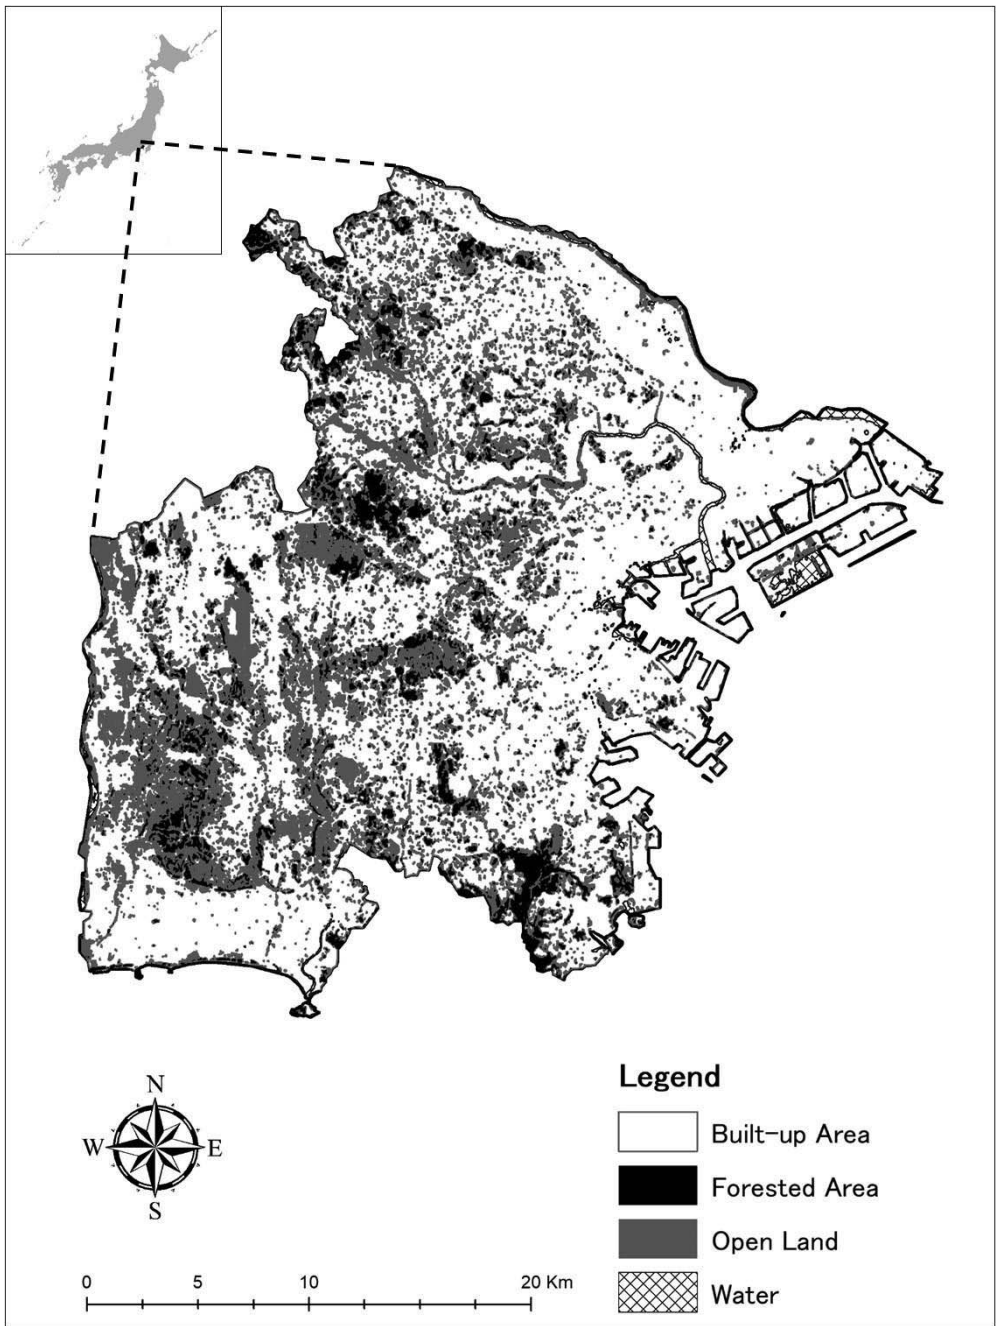 N
W E
S
0 5 10 20 Km
Legend
Built-up Area
Forested Area
Open Land
Water